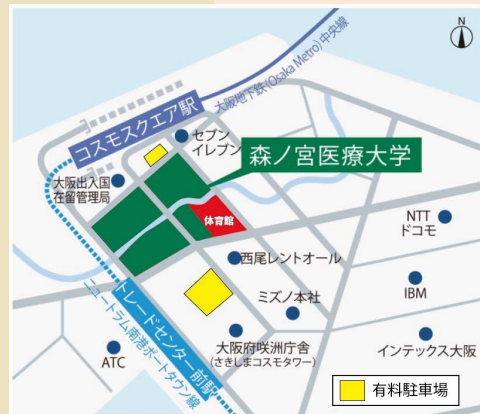 N
大阪地下鉄(Osaka Metro)中央線
コスモスクエア駅
セブン
イレブン
森ノ宮医療大学
大阪出入国
在留管理局
体育館
NTT
ドコモ
西尾レントオール
IBM
ミズノ本社
トレードセンター前駅
ニュートラム南港ポートタウン線
大阪府咲洲庁舎
(さきしまコスモタワー)
インテックス大阪
ATC
有料駐車場